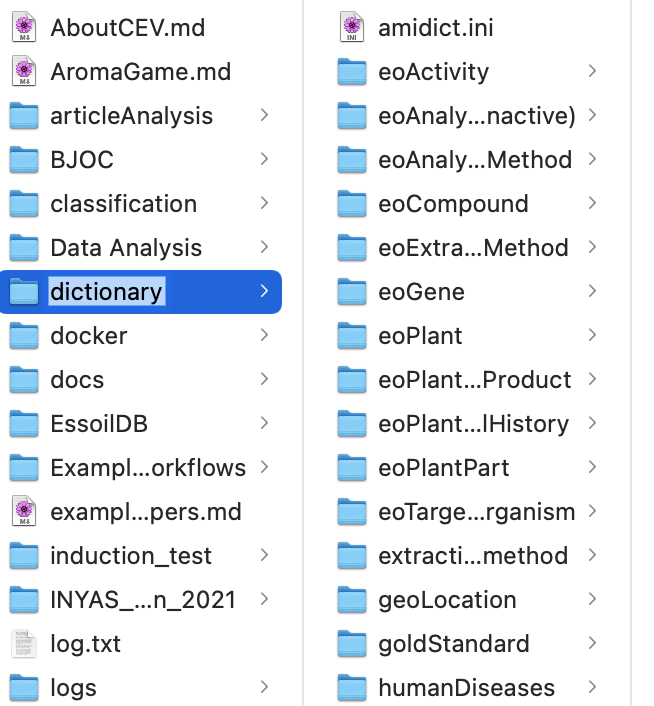 AboutCEV.md
AromaGame.md
articleAnalysis
BJOC
classification
Data Analysis
dictionary
docker
docs
EssoilDB
Exampl...orkflows
exampl...pers.md
induction_test
INYAS_...n_2021
log.txt
logs
amidict.ini
eoActivity
eoAnaly...nactive)
eoAnaly...Method
eoCompound
eoExtra...Method
eoGene
eoPlant
eoPlant...Product
eoPlant...lHistory
eoPlantPart
eoTarge...rganism
extracti...method
geoLocation
goldStandard
humanDiseases